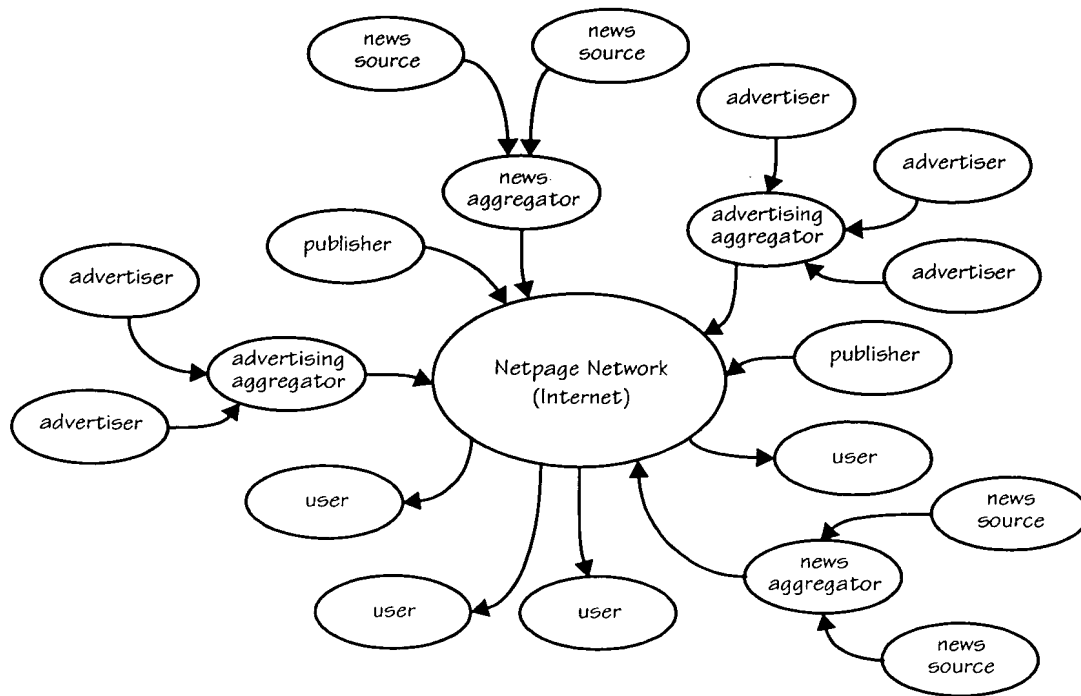 news
source
news
source
advertiser
advertiser
news
aggregator
advertising
aggregator
publisher
advertiser
advertiser
advertising
aggregator
Netpage Network
(Internet)
publisher
advertiser
user
user
news
source
news
aggregator
user
user
news
source